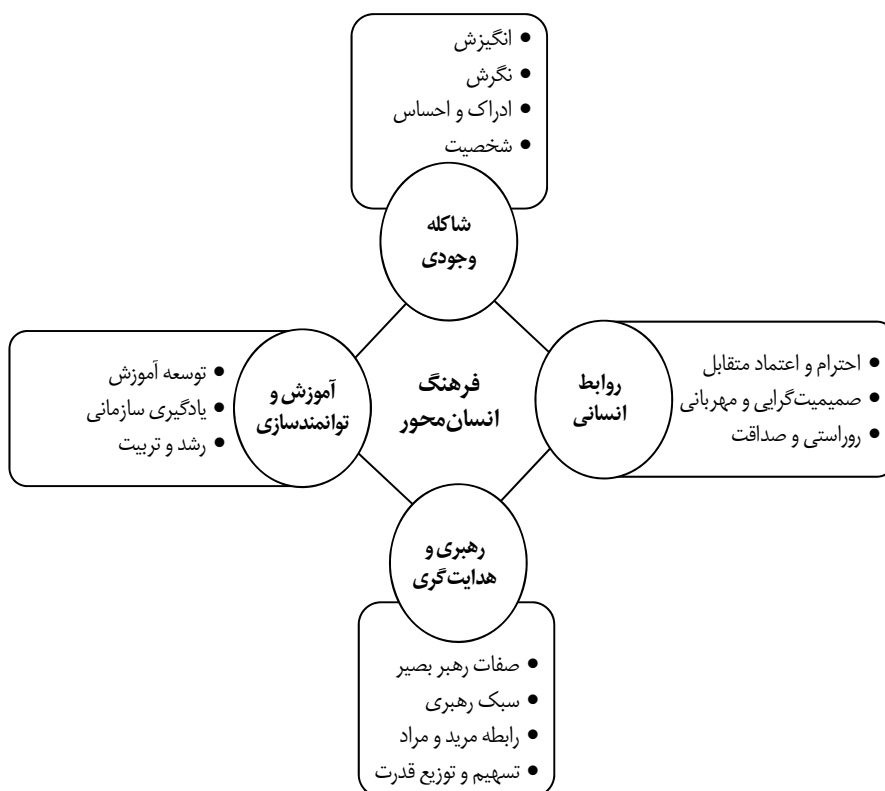 • انگیزش
• نگرش
• ادراک و احساس
• شخصیت
شاکله
وجودی
• احترام و اعتماد متقابل
• صمیمیت‌گرایی و مهربانی
• روراستی و صداقت
روابط
انسانی
فرهنگ
انسان‌محور
آموزش و
توانمندسازی
• توسعه آموزش
• یادگیری سازمانی
• رشد و تربیت
رهبری و
هدایت‌گری
• صفات رهبر بصیر
• سبک رهبری
• رابطه مرید و مراد
• تسهیم و توزیع قدرت